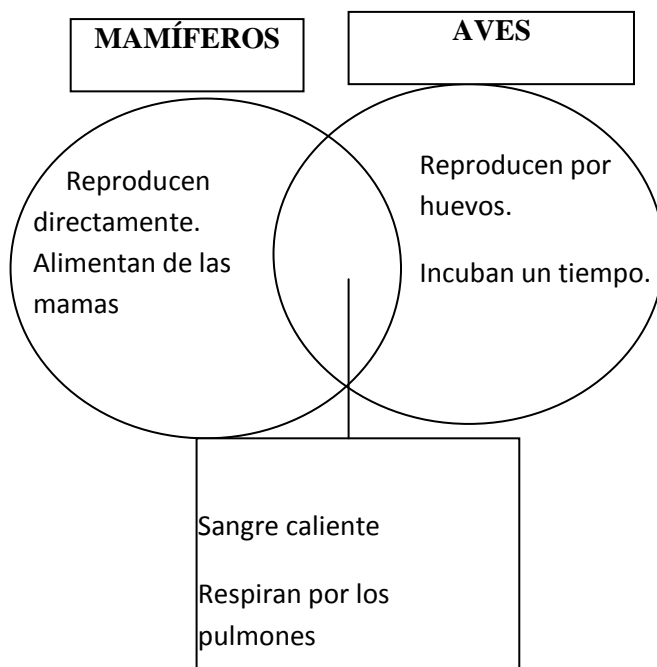 MAMÍFEROS
AVES
Reproducen
directamente.
Alimentan de las
mamas
Reproducen por
huevos.
Incuban un tiempo.
Sangre caliente
Respiran por los
pulmones